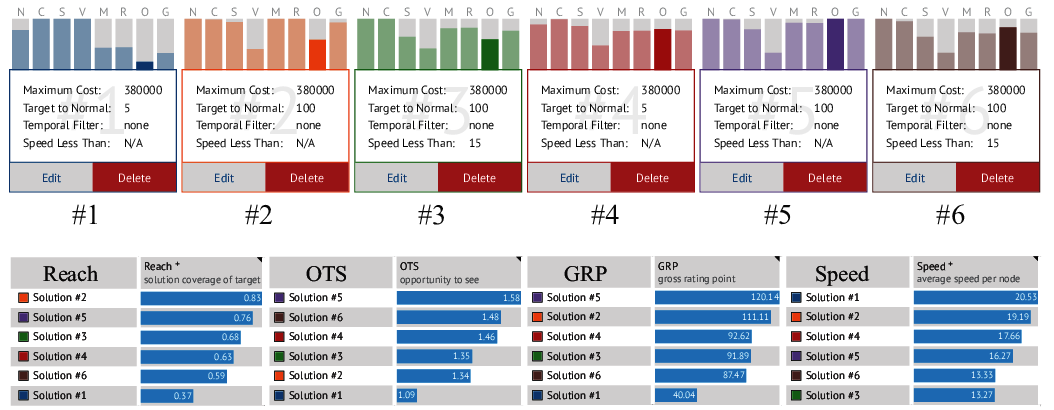 N C S V M R O G
N C S V M R O G
N C S V M R O G
N C S V M R O G
N C S V M R O G
N C S V M R O G
#1
Maximum Cost: 380000
Target to Normal: 5
Temporal Filter: none
Speed Less Than: N/A
Edit Delete
#1
#2
Maximum Cost: 380000
Target to Normal: 100
Temporal Filter: none
Speed Less Than: N/A
Edit Delete
#2
#3
Maximum Cost: 380000
Target to Normal: 100
Temporal Filter: none
Speed Less Than: 15
Edit Delete
#3
#4
Maximum Cost: 380000
Target to Normal: 5
Temporal Filter: none
Speed Less Than: N/A
Edit Delete
#4
#5
Maximum Cost: 380000
Target to Normal: 100
Temporal Filter: none
Speed Less Than: N/A
Edit Delete
#5
#6
Maximum Cost: 380000
Target to Normal: 100
Temporal Filter: none
Speed Less Than: 15
Edit Delete
#6
Reach
Reach +
solution coverage of target
Solution #2 0.83
Solution #5 0.76
Solution #3 0.68
Solution #4 0.63
Solution #6 0.59
Solution #1 0.37
OTS
OTS
opportunity to see
Solution #5 1.58
Solution #6 1.48
Solution #4 1.46
Solution #3 1.35
Solution #2 1.34
Solution #1 1.09
GRP
GRP
gross rating point
Solution #5 120.14
Solution #2 111.11
Solution #4 92.62
Solution #3 91.89
Solution #6 87.47
Solution #1 40.04
Speed
Speed +
average speed per node
Solution #1 20.53
Solution #2 19.19
Solution #4 17.66
Solution #5 16.27
Solution #6 13.33
Solution #3 13.27